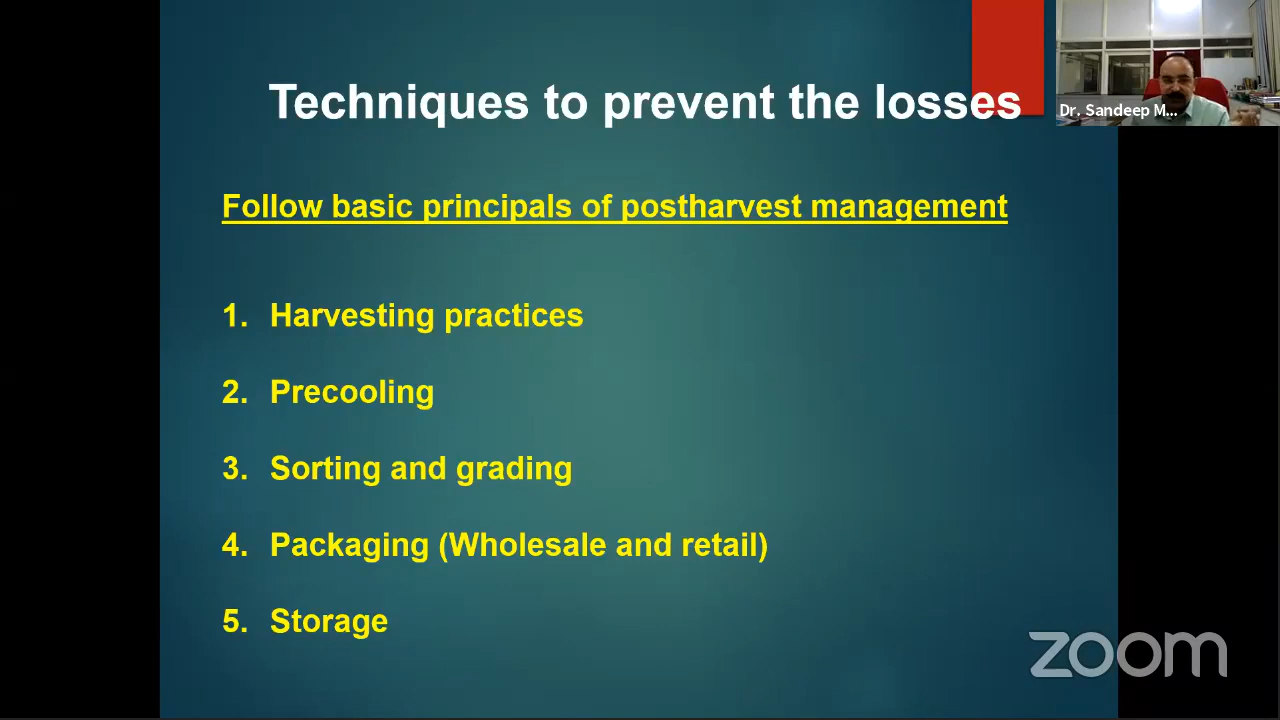 Techniques to prevent the losses
Dr. Sandeep M...
Follow basic principals of postharvest management
1. Harvesting practices
2. Precooling
3. Sorting and grading
4. Packaging (Wholesale and retail)
5. Storage
zoom